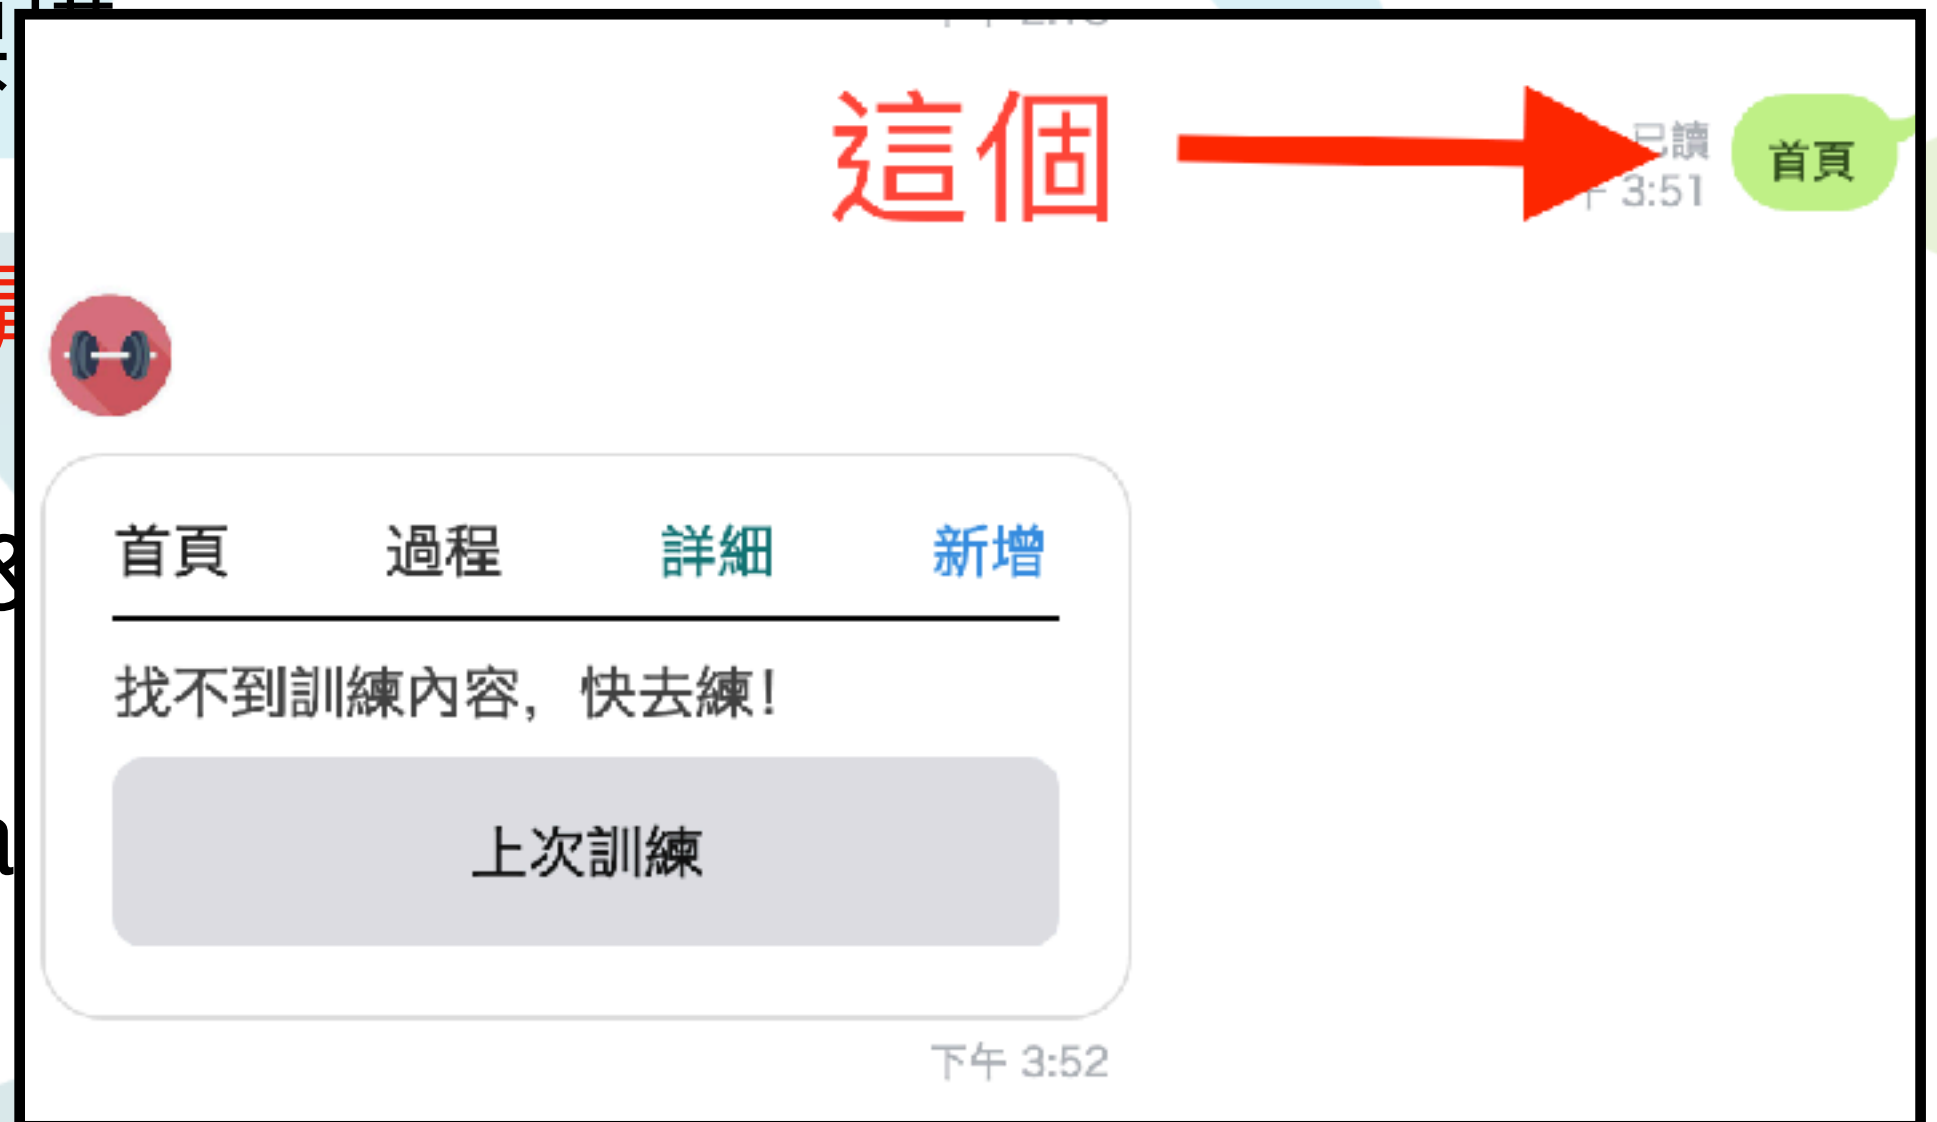 這個
已讀
3:51
首頁
首頁 過程 詳細 新增
找不到訓練內容，快去練！
上次訓練
下午 3:52